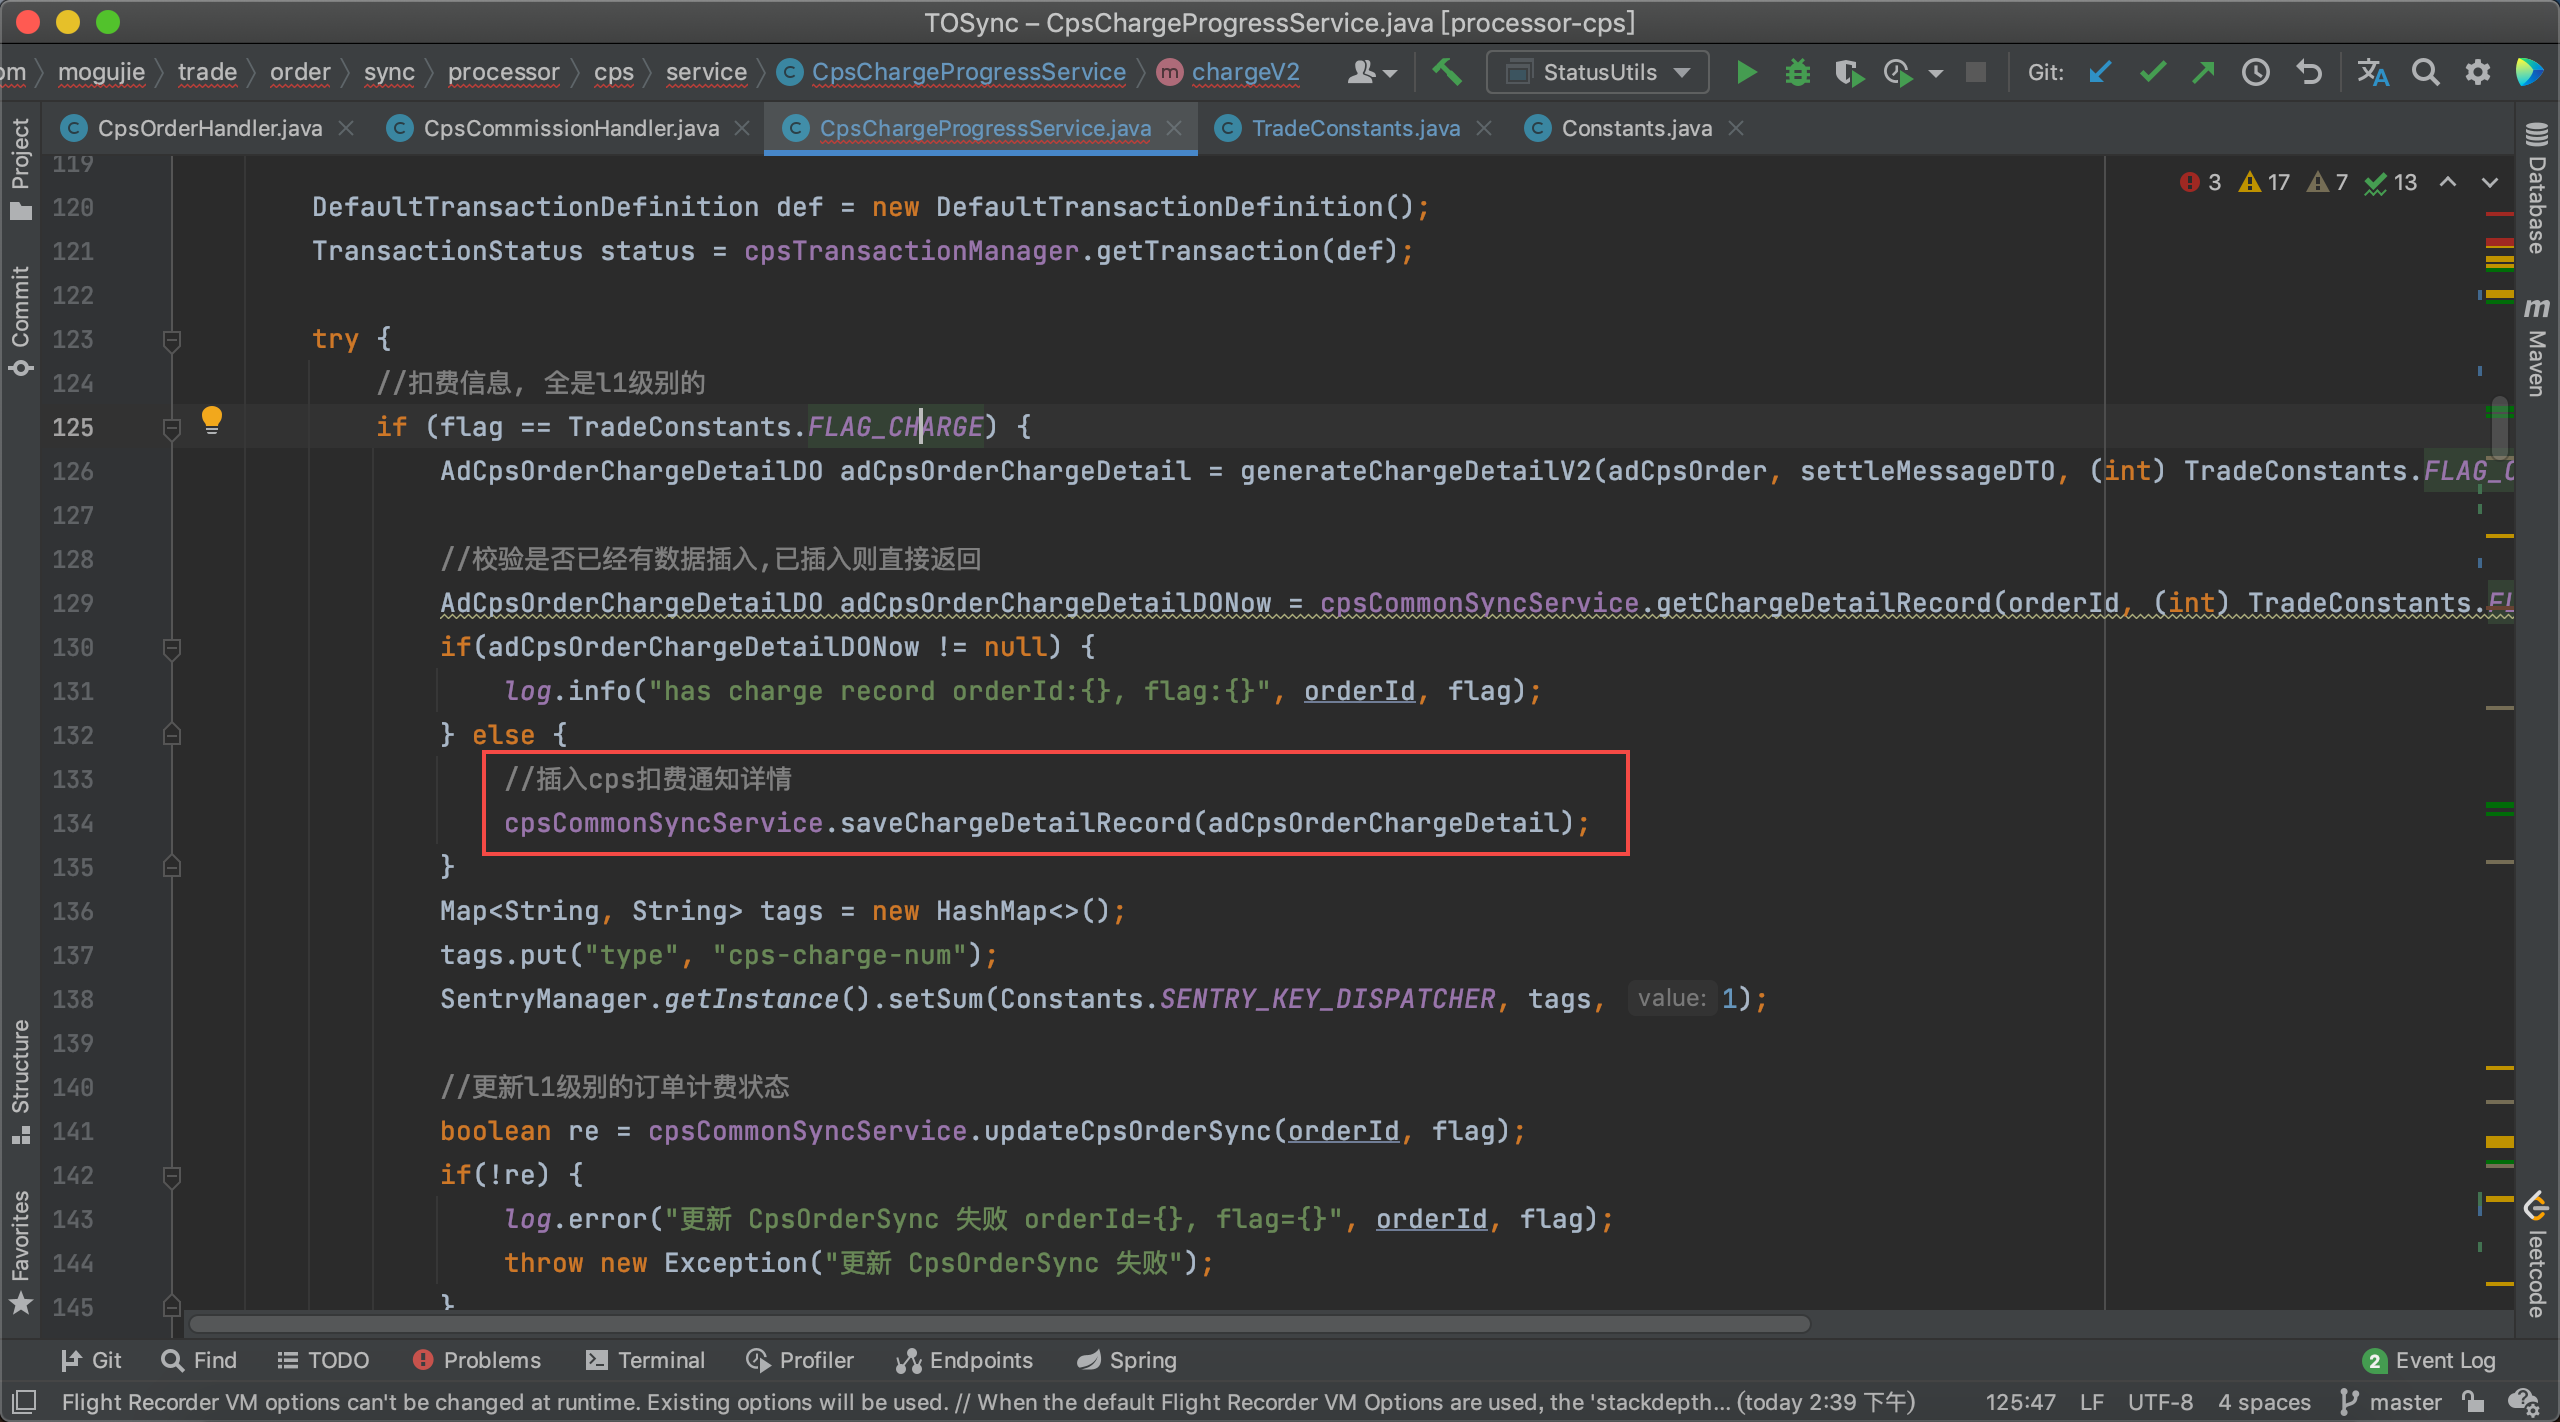 TOSync – CpsChargeProgressService.java [processor-cps]
om mogujie trade order sync processor cps service CpsChargeProgressService chargeV2 StatusUtils Git:
CpsOrderHandler.java CpsCommissionHandler.java CpsChargeProgressService.java TradeConstants.java Constants.java
3 17 7 13
119
120 DefaultTransactionDefinition def = new DefaultTransactionDefinition();
121 TransactionStatus status = cpsTransactionManager.getTransaction(def);
122
123 try {
124 //扣费信息, 全是l1级别的
125 if (flag == TradeConstants.FLAG_CHARGE) {
126 AdCpsOrderChargeDetailDO adCpsOrderChargeDetail = generateChargeDetailV2(adCpsOrder, settleMessageDTO, (int) TradeConstants.FLAG_C
127
128 //校验是否已经有数据插入,已插入则直接返回
129 AdCpsOrderChargeDetailDO adCpsOrderChargeDetailDONow = cpsCommonSyncService.getChargeDetailRecord(orderId, (int) TradeConstants.FL
130 if(adCpsOrderChargeDetailDONow != null) {
131 log.info("has charge record orderId:{}, flag:{}", orderId, flag);
132 } else {
133 //插入cps扣费通知详情
134 cpsCommonSyncService.saveChargeDetailRecord(adCpsOrderChargeDetail);
135 }
136 Map<String, String> tags = new HashMap<>();
137 tags.put("type", "cps-charge-num");
138 SentryManager.getInstance().setSum(Constants.SENTRY_KEY_DISPATCHER, tags, value: 1);
139
140 //更新l1级别的订单计费状态
141 boolean re = cpsCommonSyncService.updateCpsOrderSync(orderId, flag);
142 if(!re) {
143 log.error("更新 CpsOrderSync 失败 orderId={}, flag={}", orderId, flag);
144 throw new Exception("更新 CpsOrderSync 失败");
145 }
Project
Commit
Structure
Favorites
Database
m Maven
leetcode
Git Find TODO Problems Terminal Profiler Endpoints Spring 2 Event Log
Flight Recorder VM options can't be changed at runtime. Existing options will be used. // When the default Flight Recorder VM Options are used, the 'stackdepth... (today 2:39 下午) 125:47 LF UTF-8 4 spaces master